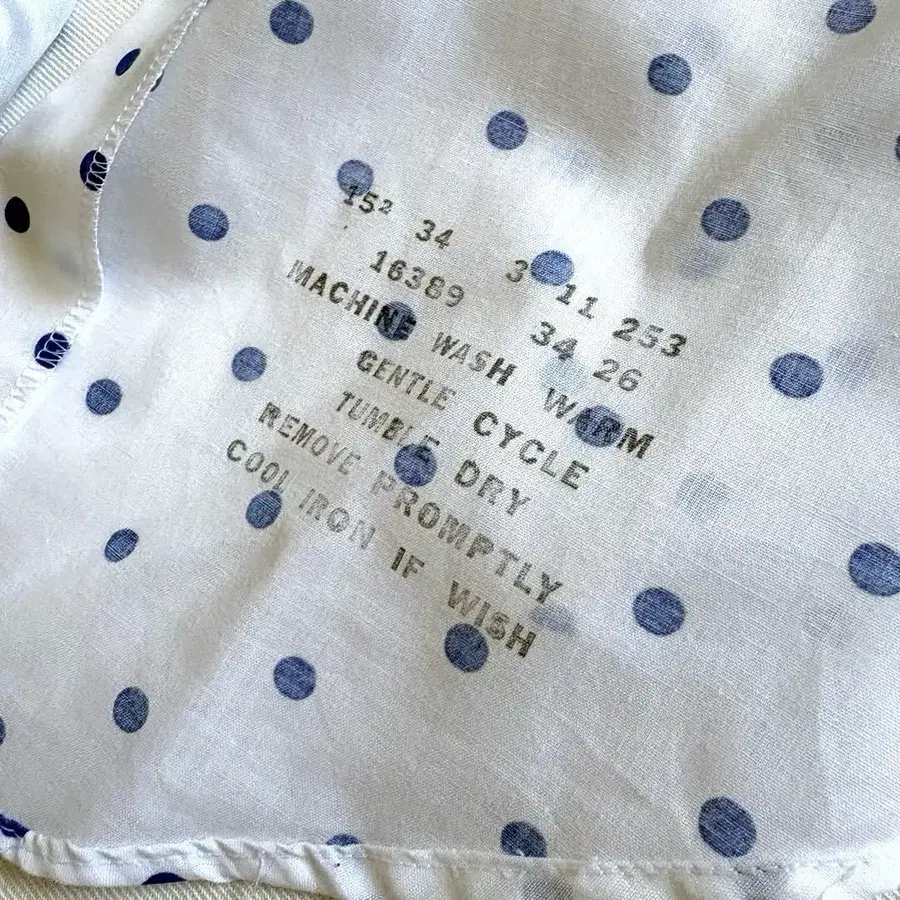 15² 34 3 11 253
16389 34 26
MACHINE WASH WARM
GENTLE CYCLE
TUMBLE DRY
REMOVE PROMPTLY
COOL IRON IF WISH